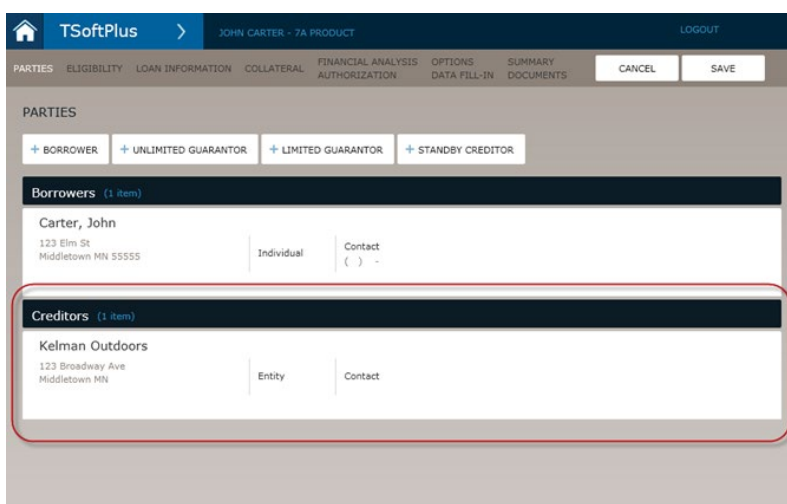 TSoftPlus
JOHN CARTER - 7A PRODUCT
LOGOUT
PARTIES
ELIGIBILITY
LOAN INFORMATION
COLLATERAL
FINANCIAL ANALYSIS
AUTHORIZATION
OPTIONS
DATA FILL-IN
SUMMARY
DOCUMENTS
CANCEL
SAVE
PARTIES
+ BORROWER
+ UNLIMITED GUARANTOR
+ LIMITED GUARANTOR
+ STANDBY CREDITOR
Borrowers (1 item)
Carter, John
123 Elm St
Middletown MN 55555
Individual
Contact
( ) -
Creditors (1 item)
Kelman Outdoors
123 Broadway Ave
Middletown MN
Entity
Contact